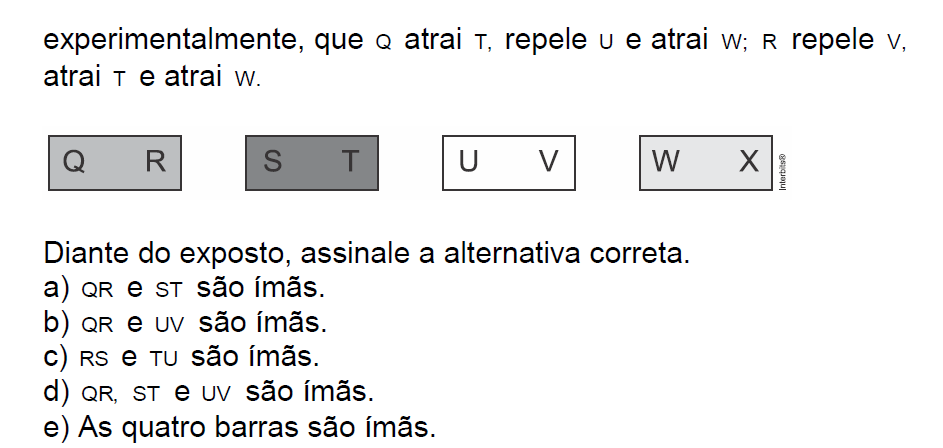 experimentalmente, que Q atrai T, repele U e atrai W; R repele V,
atrai T e atrai W.
Q R S T U V W X
Interbits®
Diante do exposto, assinale a alternativa correta.
a) QR e ST são ímãs.
b) QR e UV são ímãs.
c) RS e TU são ímãs.
d) QR, ST e UV são ímãs.
e) As quatro barras são ímãs.